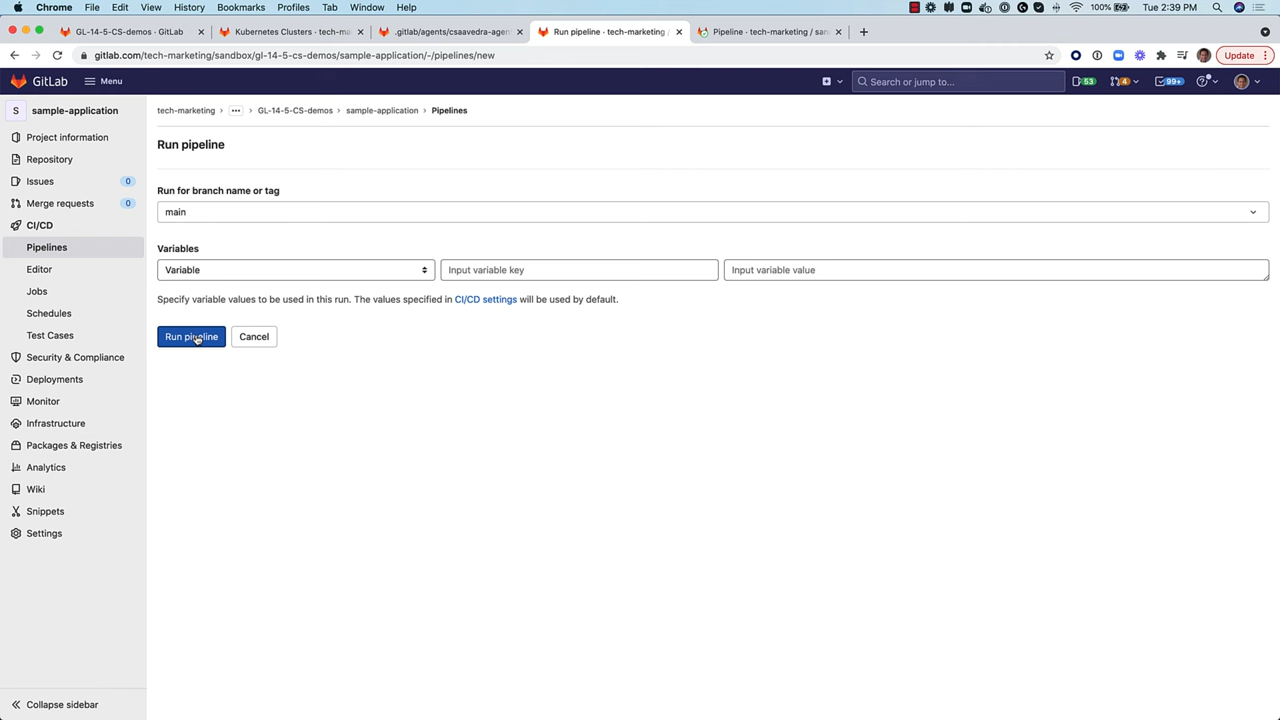 Chrome File Edit View History Bookmarks Profiles Tab Window Help 100% Tue 2:39 PM
GL-14-5-CS-demos · GitLab
Kubernetes Clusters · tech-ma
.gitlab/agents/csaavedra-agen
Run pipeline · tech-marketing /
Pipeline · tech-marketing / san
gitlab.com/tech-marketing/sandbox/gl-14-5-cs-demos/sample-application/-/pipelines/new
Update
GitLab Menu Search or jump to... 53 4 99+
S sample-application
Project information
Repository
Issues 0
Merge requests 0
CI/CD
Pipelines
Editor
Jobs
Schedules
Test Cases
Security & Compliance
Deployments
Monitor
Infrastructure
Packages & Registries
Analytics
Wiki
Snippets
Settings
Collapse sidebar
tech-marketing › ••• › GL-14-5-CS-demos › sample-application › Pipelines
Run pipeline
Run for branch name or tag
main
Variables
Variable Input variable key Input variable value
Specify variable values to be used in this run. The values specified in CI/CD settings will be used by default.
Run pipeline Cancel